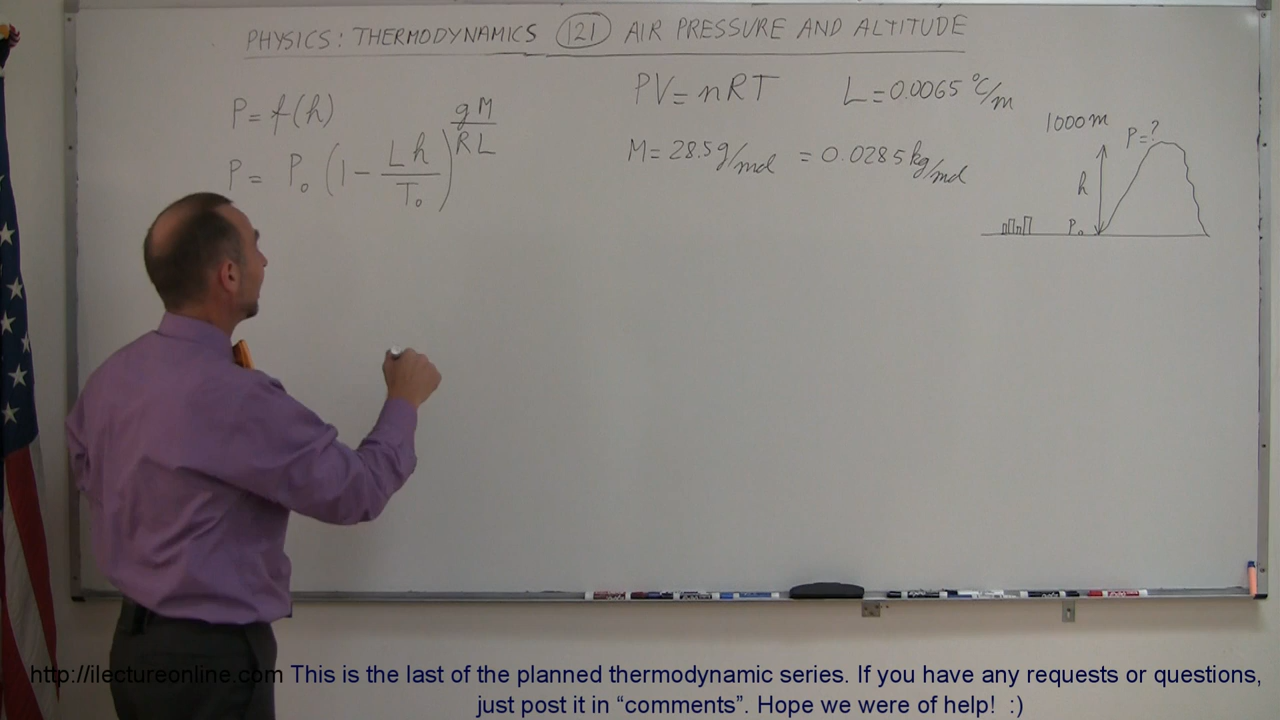 PHYSICS: THERMODYNAMICS 121 AIR PRESSURE AND ALTITUDE
P = f(h)
P = P₀ (1 - Lh/T₀)^(gM/RL)
PV = nRT
L = 0.0065 °C/m
M = 28.5 g/mol = 0.0285 kg/mol
1000 m
P = ?
h
P₀
http://ilectureonline.com This is the last of the planned thermodynamic series. If you have any requests or questions,
just post it in “comments”. Hope we were of help! :)